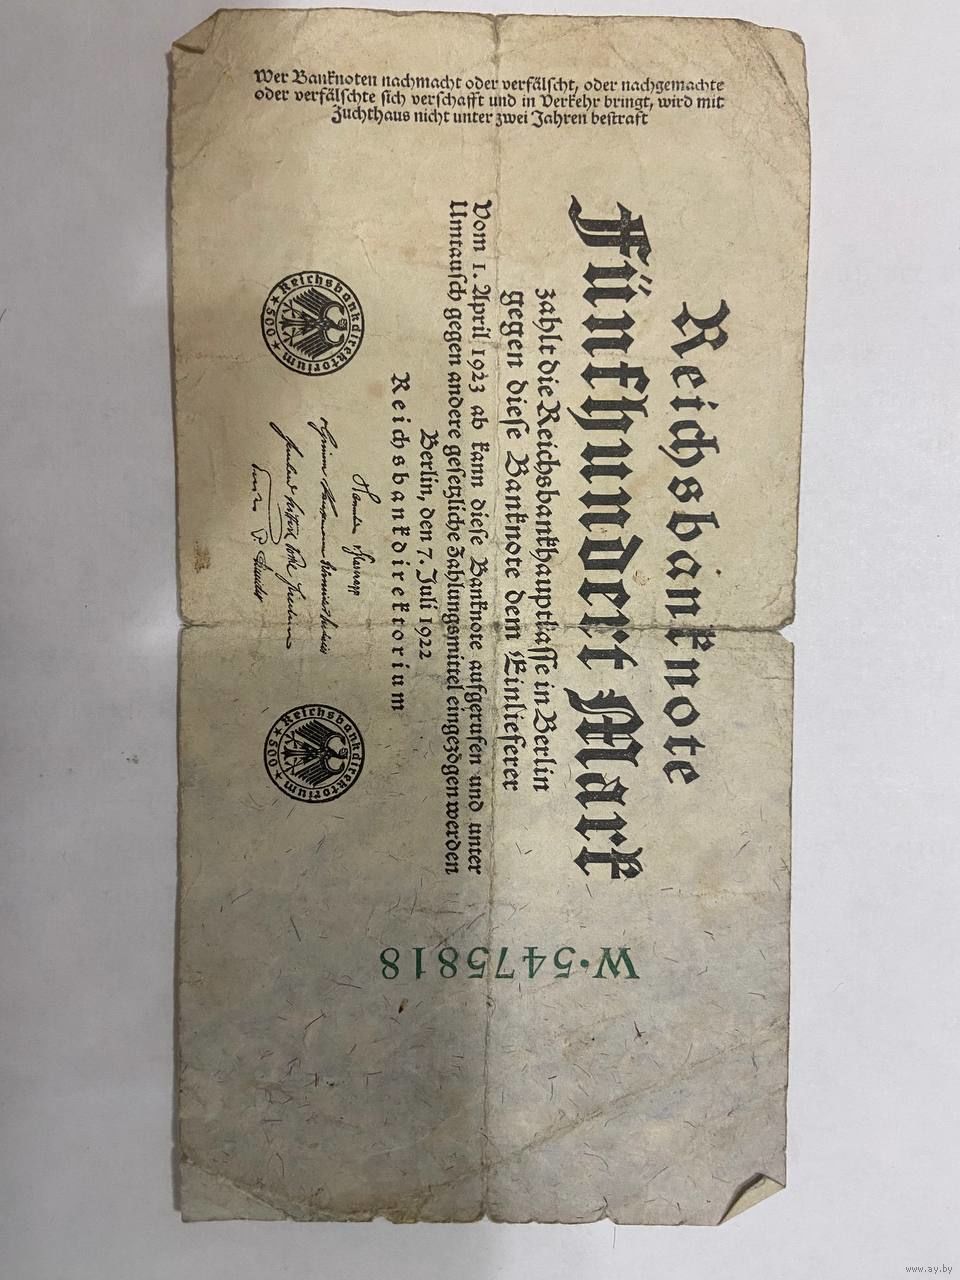 Wer Banknoten nachmacht oder verfälscht, oder nachgemachte
oder verfälschte sich verschafft und in Verkehr bringt, wird mit
Zuchthaus nicht unter zwei Jahren bestraft
Reichsbanknote
Fünfhundert Mark
zahlt die Reichsbankhauptkasse in Berlin
gegen diese Banknote dem Einlieferer
Vom 1. April 1923 ab kann diese Banknote aufgerufen und unter
Umtausch gegen andere gesetzliche Zahlungsmittel eingezogen werden
Berlin, den 7. Juli 1922
Reichsbankdirektorium
Reichsbankdirektorium ★ 500 ★
Reichsbankdirektorium ★ 500 ★
W·5475818
www.ay.by